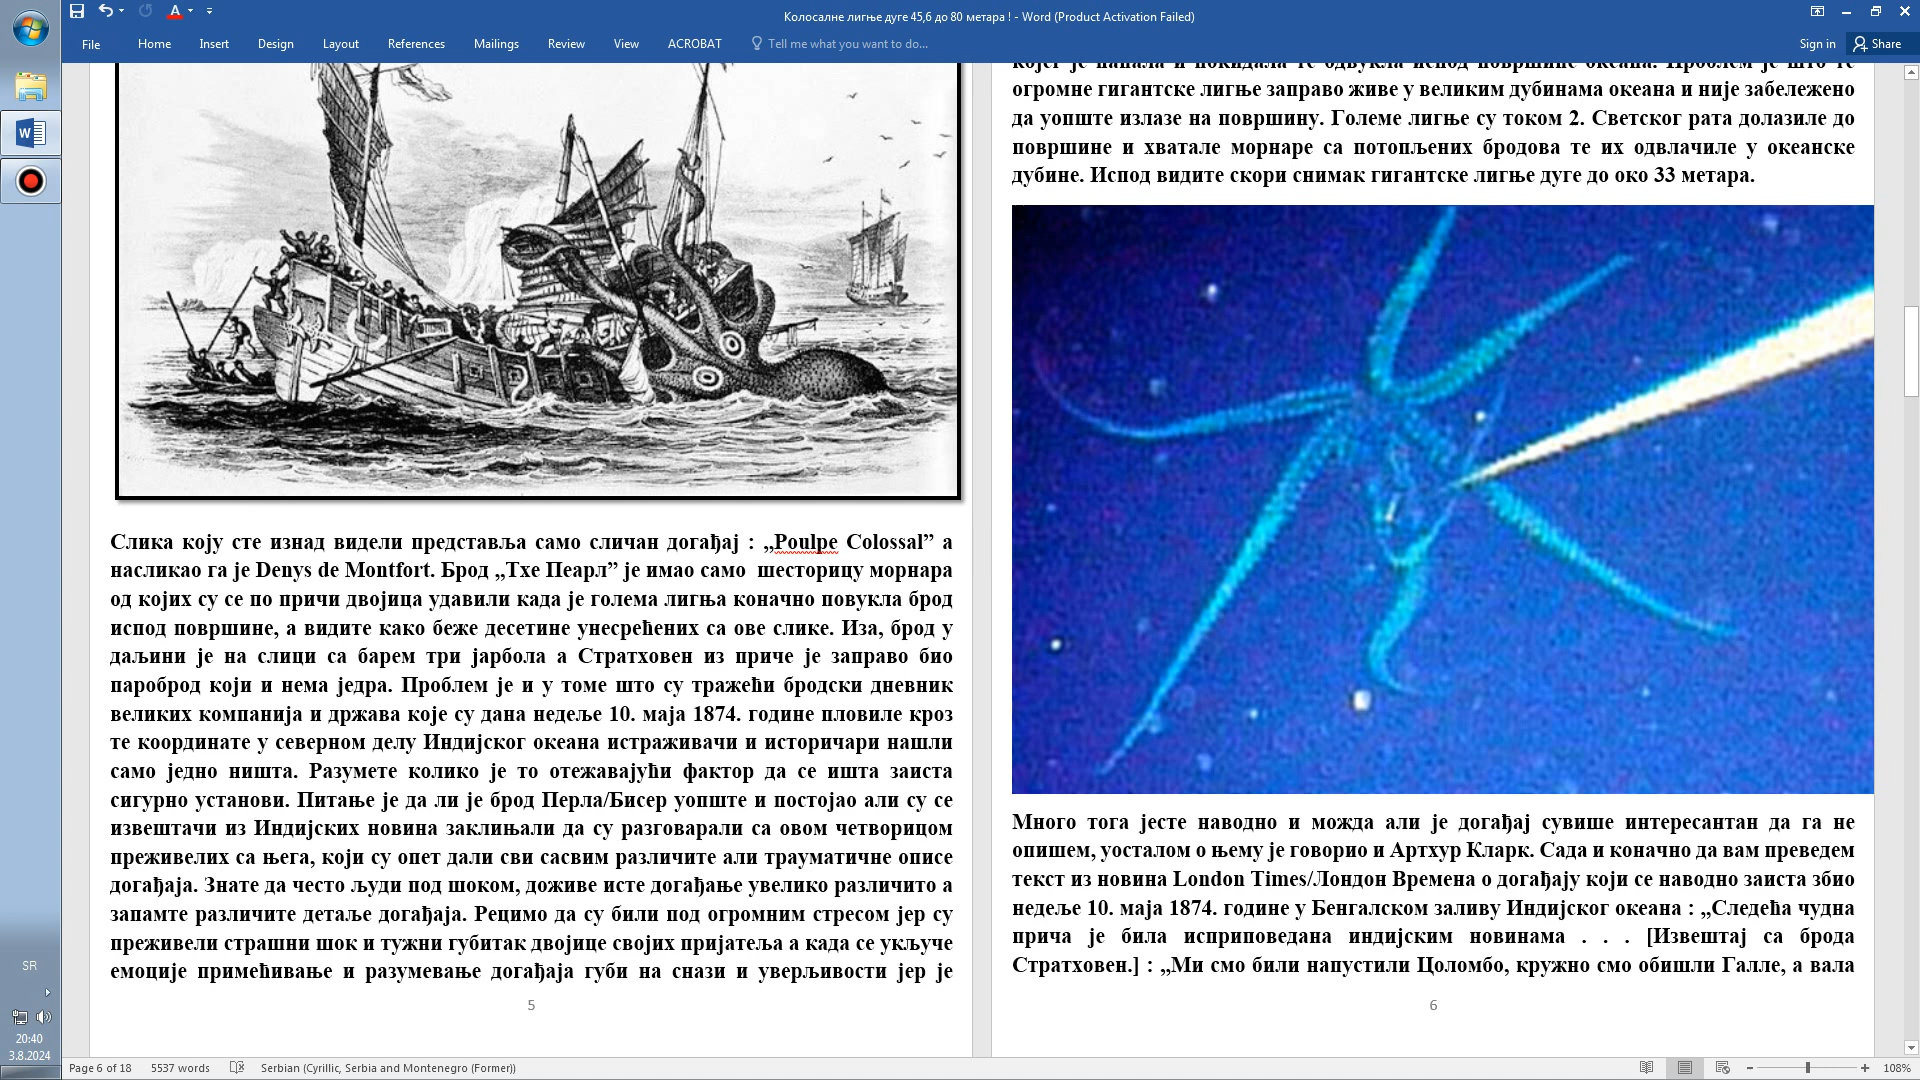 Колосалне лигње дуге 45,6 до 80 метара ! - Word (Product Activation Failed)
File Home Insert Design Layout References Mailings Review View ACROBAT Tell me what you want to do... Sign in Share
Слика коју сте изнад видели представља само сличан догађај : „Poulpe Colossal” а
насликао га је Denys de Montfort. Брод „Тхе Пеарл” је имао само шесторицу морнара
од којих су се по причи двојица удавили када је голема лигња коначно повукла брод
испод површине, а видите како беже десетине унесрећених са ове слике. Иза, брод у
даљини је на слици са барем три јарбола а Стратховен из приче је заправо био
пароброд који и нема једра. Проблем је и у томе што су тражећи бродски дневник
великих компанија и држава које су дана недеље 10. маја 1874. године пловиле кроз
те координате у северном делу Индијског океана истраживачи и историчари нашли
само једно ништа. Разумете колико је то отежавајући фактор да се ишта заиста
сигурно установи. Питање је да ли је брод Перла/Бисер уопште и постојао али су се
извештачи из Индијских новина заклињали да су разговарали са овом четворицом
преживелих са њега, који су опет дали сви сасвим различите али трауматичне описе
догађаја. Знате да често људи под шоком, доживе исте догађање увелико различито а
запамте различите детаље догађаја. Рецимо да су били под огромним стресом јер су
преживели страшни шок и тужни губитак двојице својих пријатеља а када се укључе
емоције примећивање и разумевање догађаја губи на снази и уверљивости јер је
5
којег је напала и покидала те одвукла испод површине океана. Проблем је што те
огромне гигантске лигње заправо живе у великим дубинама океана и није забележено
да уопште излазе на површину. Големе лигње су током 2. Светског рата долазиле до
површине и хватале морнаре са потопљених бродова те их одвлачиле у океанске
дубине. Испод видите скори снимак гигантске лигње дуге до око 33 метара.
Много тога јесте наводно и можда али је догађај сувише интересантан да га не
опишем, уосталом о њему је говорио и Артхур Кларк. Сада и коначно да вам преведем
текст из новина London Times/Лондон Времена о догађају који се наводно заиста збио
недеље 10. маја 1874. године у Бенгалском заливу Индијског океана : „Следећа чудна
прича је била исприповедана индијским новинама . . . [Извештај са брода
Стратховен.] : „Ми смо били напустили Цоломбо, кружно смо обишли Галле, а вала
6
SR
20:40
3.8.2024
Page 6 of 18 5537 words Serbian (Cyrillic, Serbia and Montenegro (Former)) 108%